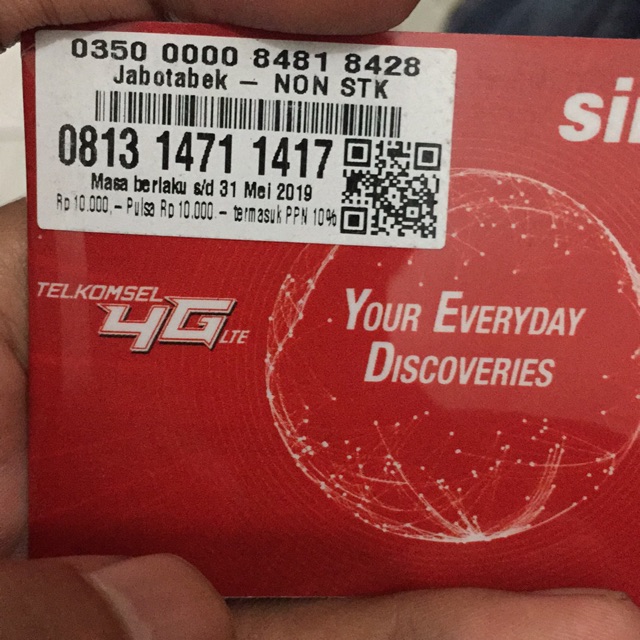 0350 0000 8481 8428
Jabotabek – NON STK
0813 1471 1417
Masa berlaku s/d 31 Mei 2019
Rp 10.000,– Pulsa Rp 10.000 – termasuk PPN 10%
TELKOMSEL
4G LTE
YOUR EVERYDAY
DISCOVERIES